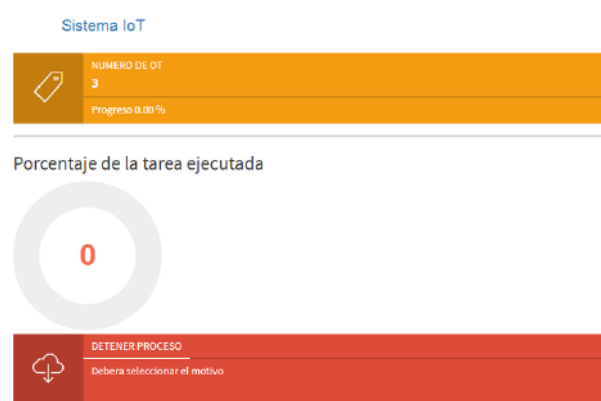 Sistema IoT
NUMERO DE OT
3
Progreso 0.00 %
Porcentaje de la tarea ejecutada
0
DETENER PROCESO
Debera seleccionar el motivo